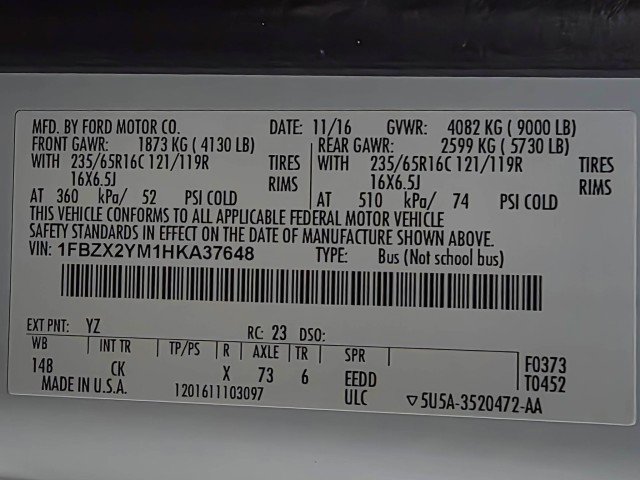 MFD. BY FORD MOTOR CO. DATE: 11/16 GVWR: 4082 KG ( 9000 LB)
FRONT GAWR: 1873 KG ( 4130 LB) REAR GAWR: 2599 KG ( 5730 LB)
WITH 235/65R16C 121/119R TIRES WITH 235/65R16C 121/119R TIRES
16X6.5J RIMS 16X6.5J RIMS
AT 360 kPa/ 52 PSI COLD AT 510 kPa/ 74 PSI COLD
THIS VEHICLE CONFORMS TO ALL APPLICABLE FEDERAL MOTOR VEHICLE
SAFETY STANDARDS IN EFFECT ON THE DATE OF MANUFACTURE SHOWN ABOVE.
VIN: 1FBZX2YM1HKA37648 TYPE: Bus (Not school bus)
EXT PNT: YZ RC: 23 DSO:
WB INT TR TP/PS R AXLE TR SPR F0373
14B CK X 73 6 EEDD T0452
MADE IN U.S.A. 1201611103097 ULC ▽5U5A-3520472-AA